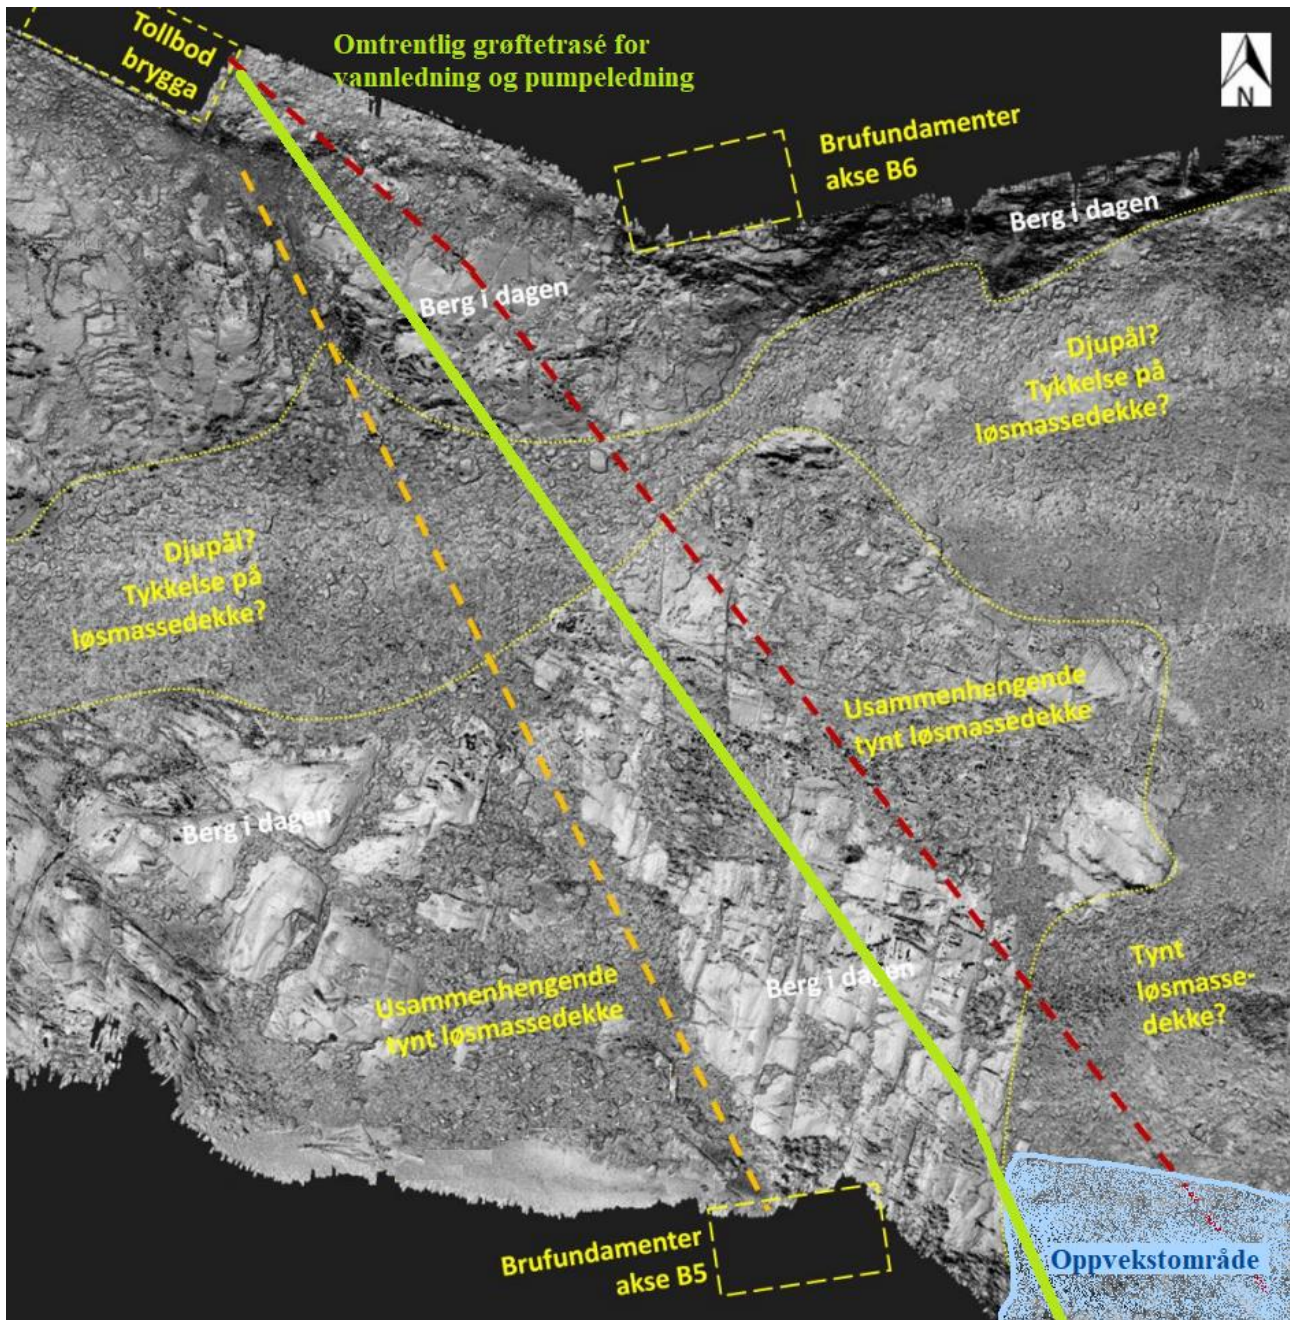 Tollbod
brygga
Omtrentlig grøftetrasé for
vannledning og pumpeledning
N
Brufundamenter
akse B6
Berg i dagen
Berg i dagen
Djupål?
Tykkelse på
løsmassedekke?
Djupål?
Tykkelse på
løsmassedekke?
Usammenhengende
tynt løsmassedekke
Berg i dagen
Berg i dagen
Tynt
løsmasse-
dekke?
Usammenhengende
tynt løsmassedekke
Brufundamenter
akse B5
Oppvekstområde